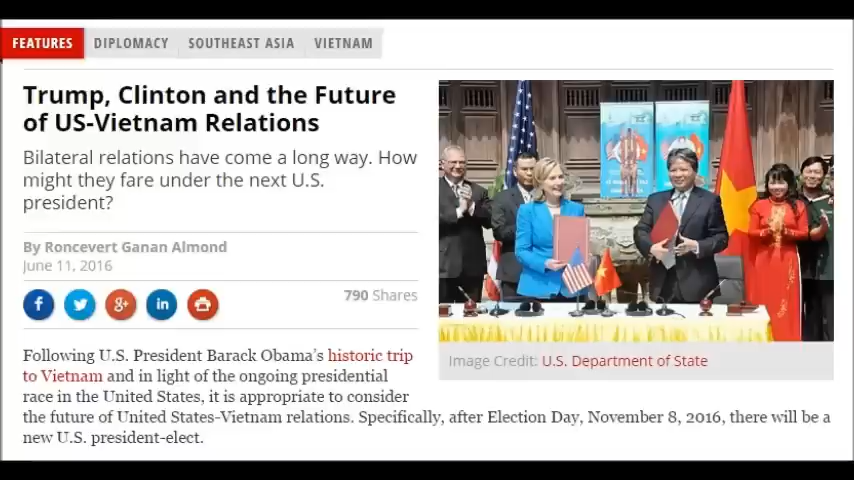 FEATURES DIPLOMACY SOUTHEAST ASIA VIETNAM
Trump, Clinton and the Future
of US-Vietnam Relations
Bilateral relations have come a long way. How
might they fare under the next U.S.
president?
By Roncevert Ganan Almond
June 11, 2016
790 Shares
Image Credit: U.S. Department of State
Following U.S. President Barack Obama's historic trip
to Vietnam and in light of the ongoing presidential
race in the United States, it is appropriate to consider
the future of United States-Vietnam relations. Specifically, after Election Day, November 8, 2016, there will be a
new U.S. president-elect.